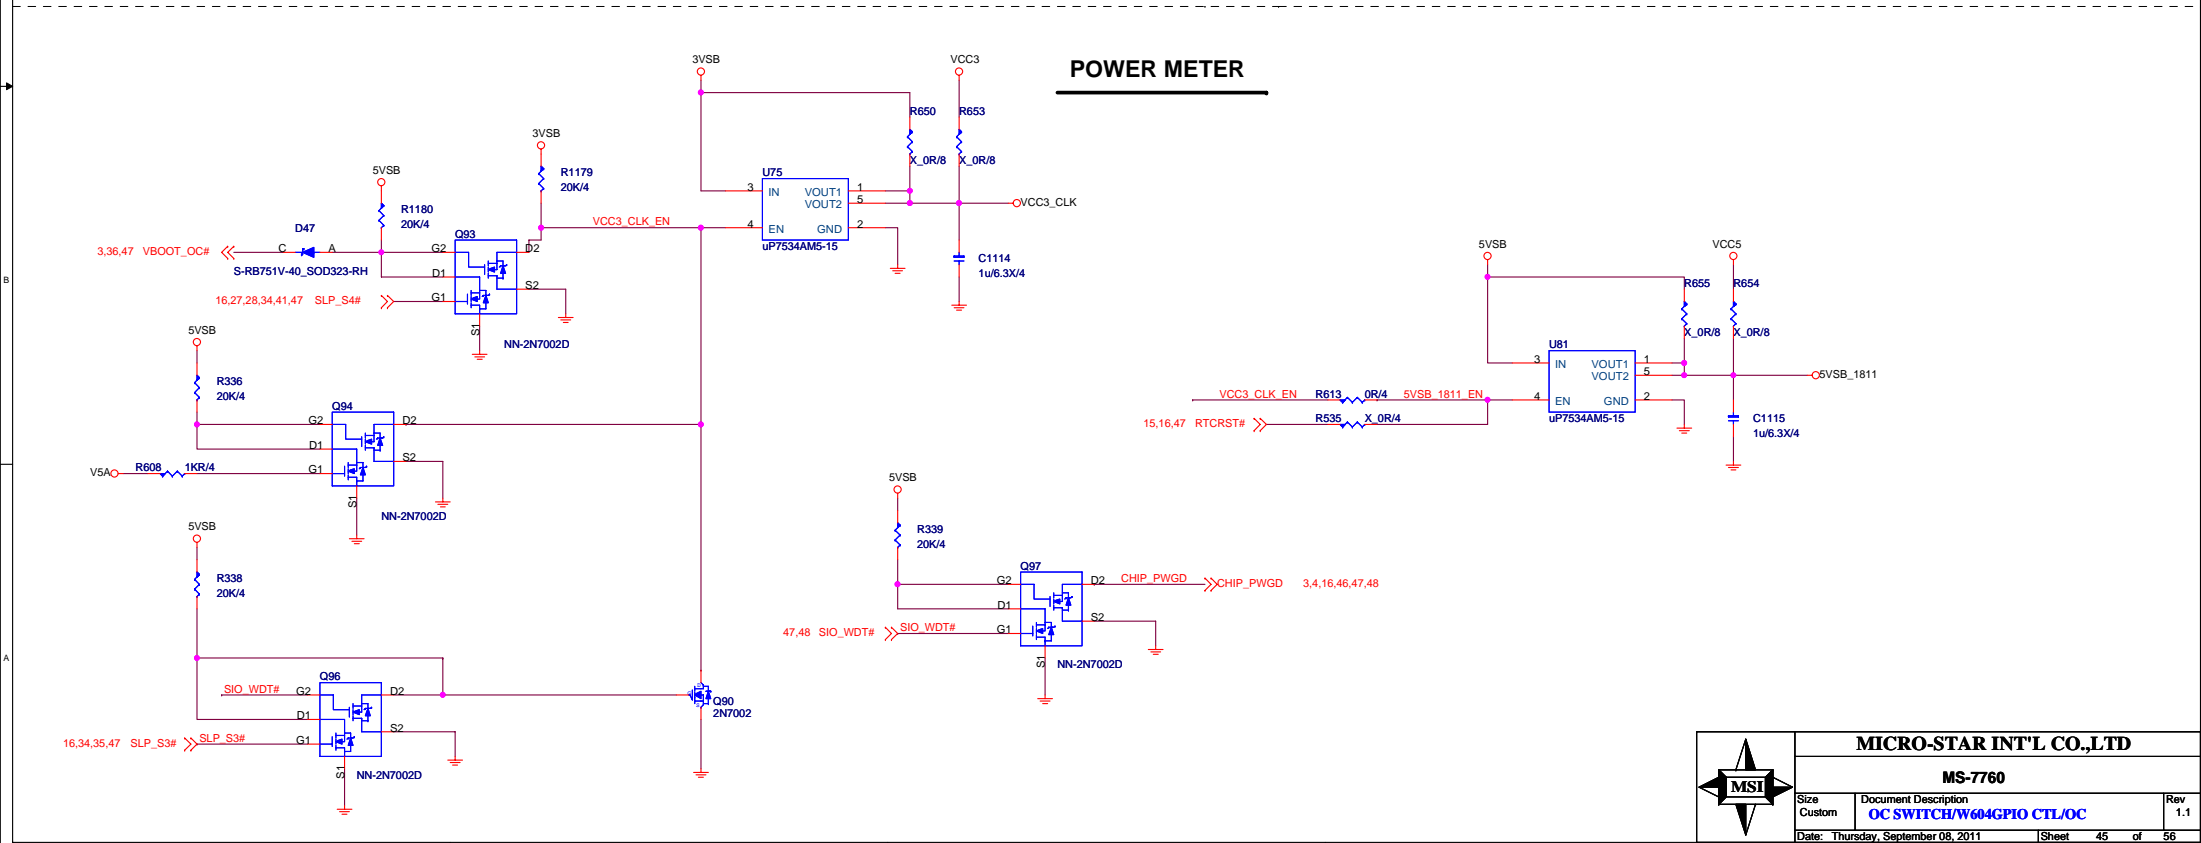 POWER METER
3VSB
VCC3
R650
R653
X_0R/8
X_0R/8
3VSB
R1179
20K/4
5VSB
R1180
20K/4
U75
3 IN VOUT1 1
VOUT2 5
4 EN GND 2
uP7534AM5-15
VCC3_CLK
VCC3_CLK_EN
C1114
1u/6.3X/4
D47
3,36,47 VBOOT_OC# C A
S-RB751V-40_SOD323-RH
16,27,28,34,41,47 SLP_S4#
Q93
G2 D2
D1
S2
G1
S1
NN-2N7002D
5VSB
R336
20K/4
Q94
G2 D2
D1
S2
G1
S1
V5A R608 1KR/4
NN-2N7002D
5VSB
R338
20K/4
Q96
SIO_WDT# G2 D2
D1
S2
16,34,35,47 SLP_S3# SLP_S3# G1
S1
NN-2N7002D
Q90
2N7002
5VSB
R339
20K/4
Q97
G2 D2 CHIP_PWGD CHIP_PWGD 3,4,16,46,47,48
D1
S2
47,48 SIO_WDT# SIO_WDT# G1
S1
NN-2N7002D
5VSB
VCC5
R655
R654
X_0R/8
X_0R/8
U81
3 IN VOUT1 1
VOUT2 5
4 EN GND 2
uP7534AM5-15
5VSB_1811
VCC3_CLK_EN R613 0R/4 5VSB_1811_EN
15,16,47 RTCRST# R535 X_0R/4
C1115
1u/6.3X/4
B
A
MSI
MICRO-STAR INT'L CO.,LTD
MS-7760
Size
Custom
Document Description
OC SWITCH/W604GPIO CTL/OC
Rev
1.1
Date: Thursday, September 08, 2011 Sheet 45 of 56